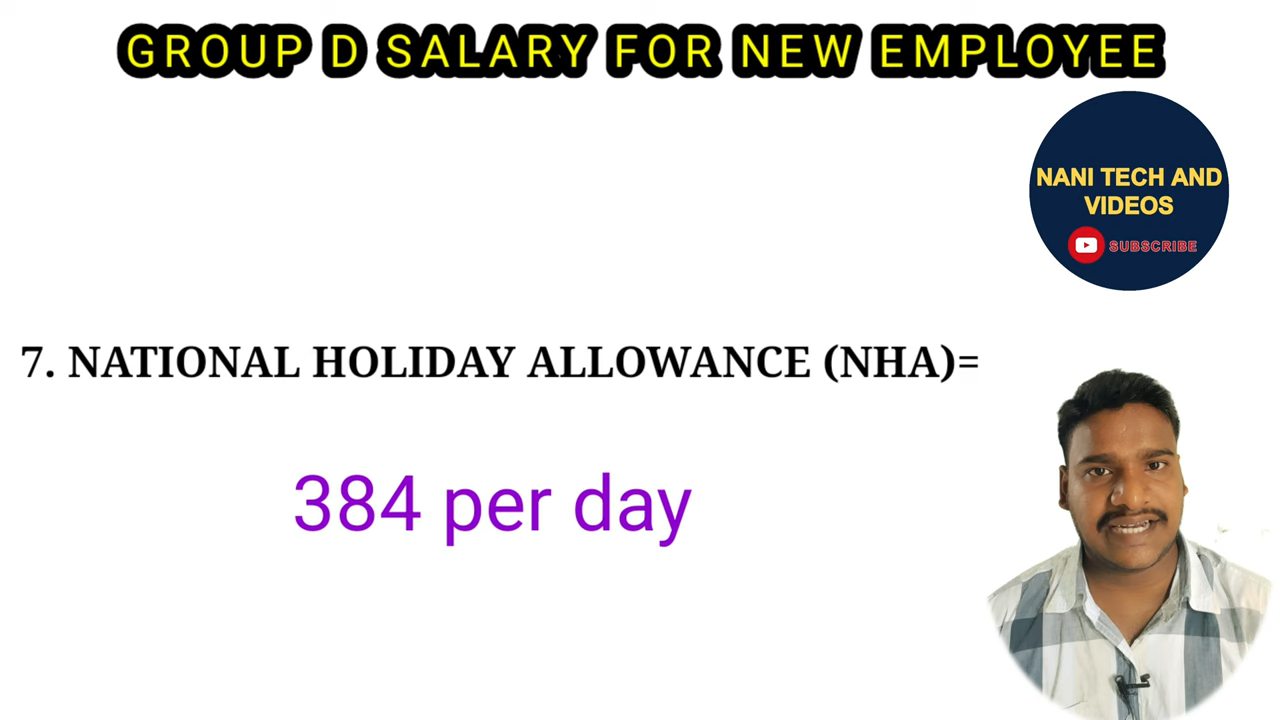 GROUP D SALARY FOR NEW EMPLOYEE
NANI TECH AND
VIDEOS
SUBSCRIBE
7. NATIONAL HOLIDAY ALLOWANCE (NHA)=
384 per day